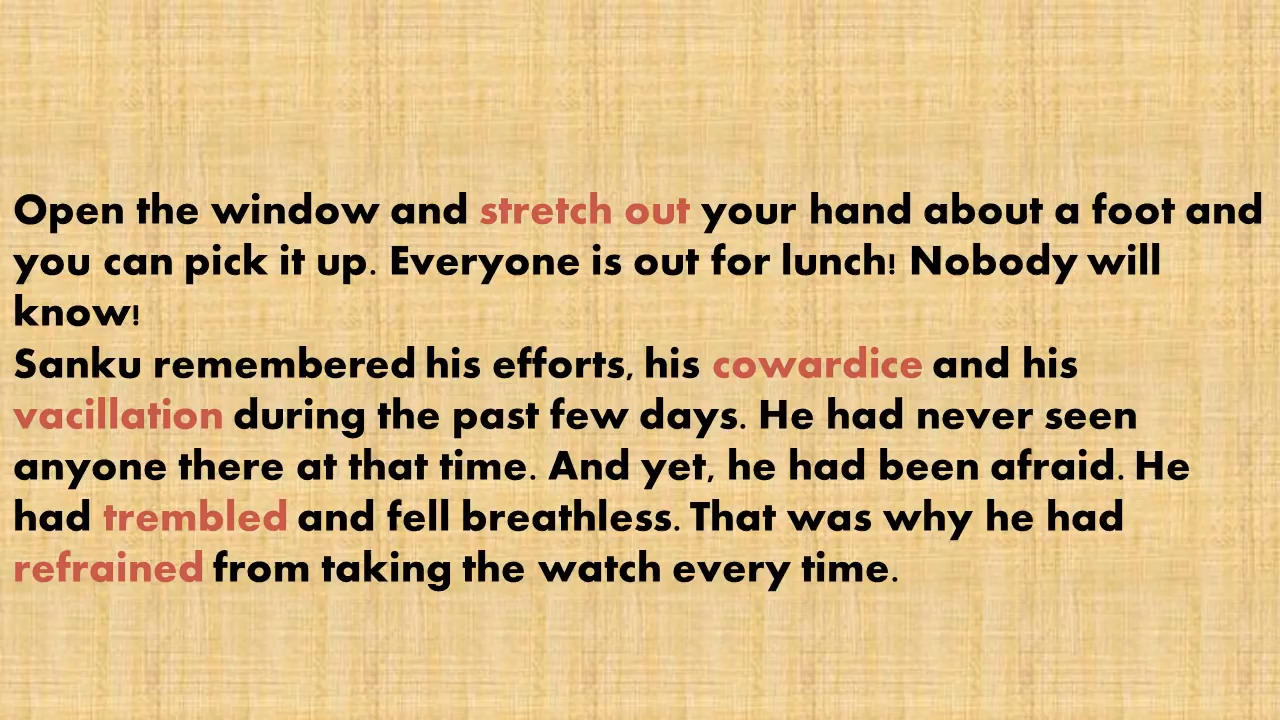 Open the window and stretch out your hand about a foot and
you can pick it up. Everyone is out for lunch! Nobody will
know!
Sanku remembered his efforts, his cowardice and his
vacillation during the past few days. He had never seen
anyone there at that time. And yet, he had been afraid. He
had trembled and fell breathless. That was why he had
refrained from taking the watch every time.